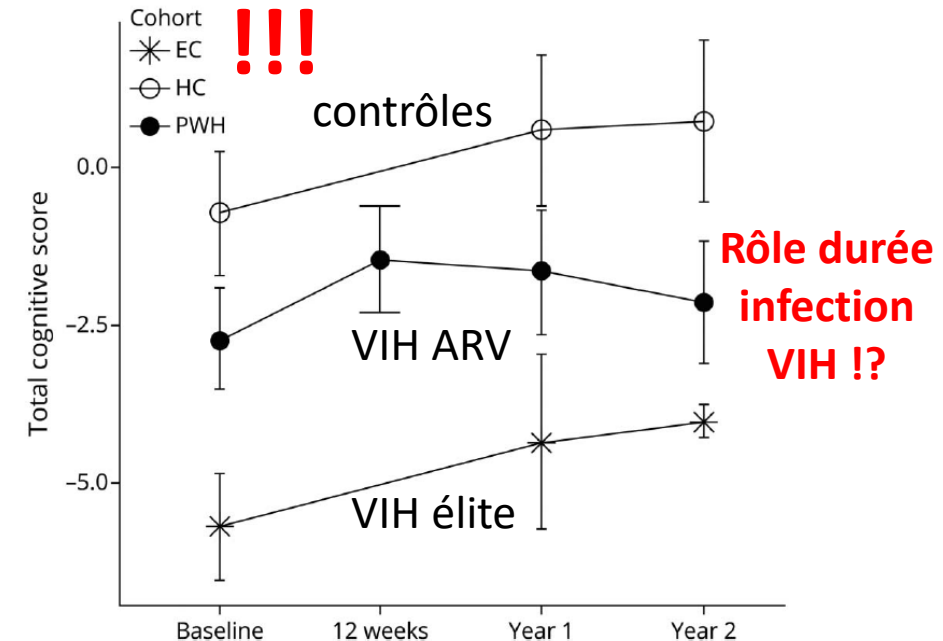 Cohort
EC
HC
PWH
!!!
contrôles
0.0
Total cognitive score
−2.5
VIH ARV
Rôle durée
infection
VIH !?
−5.0
VIH élite
Baseline
12 weeks
Year 1
Year 2